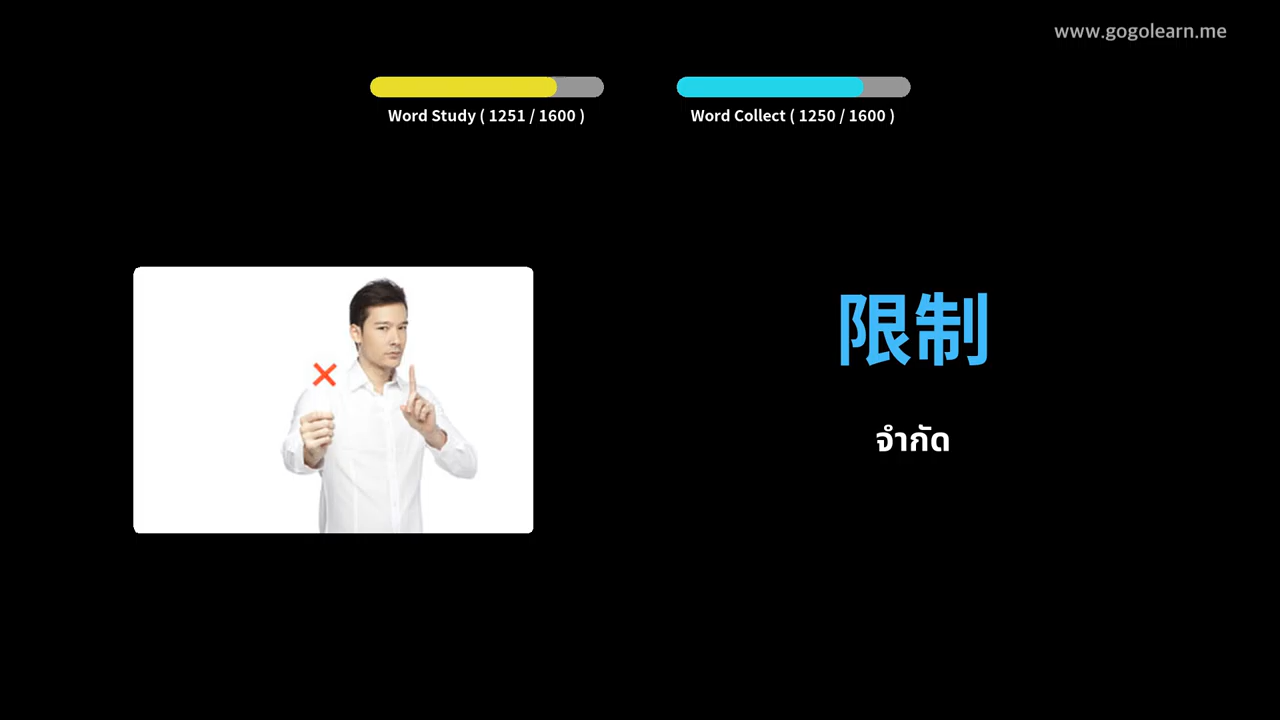 www.gogolearn.me
Word Study ( 1251 / 1600 )
Word Collect ( 1250 / 1600 )
限制
จำกัด